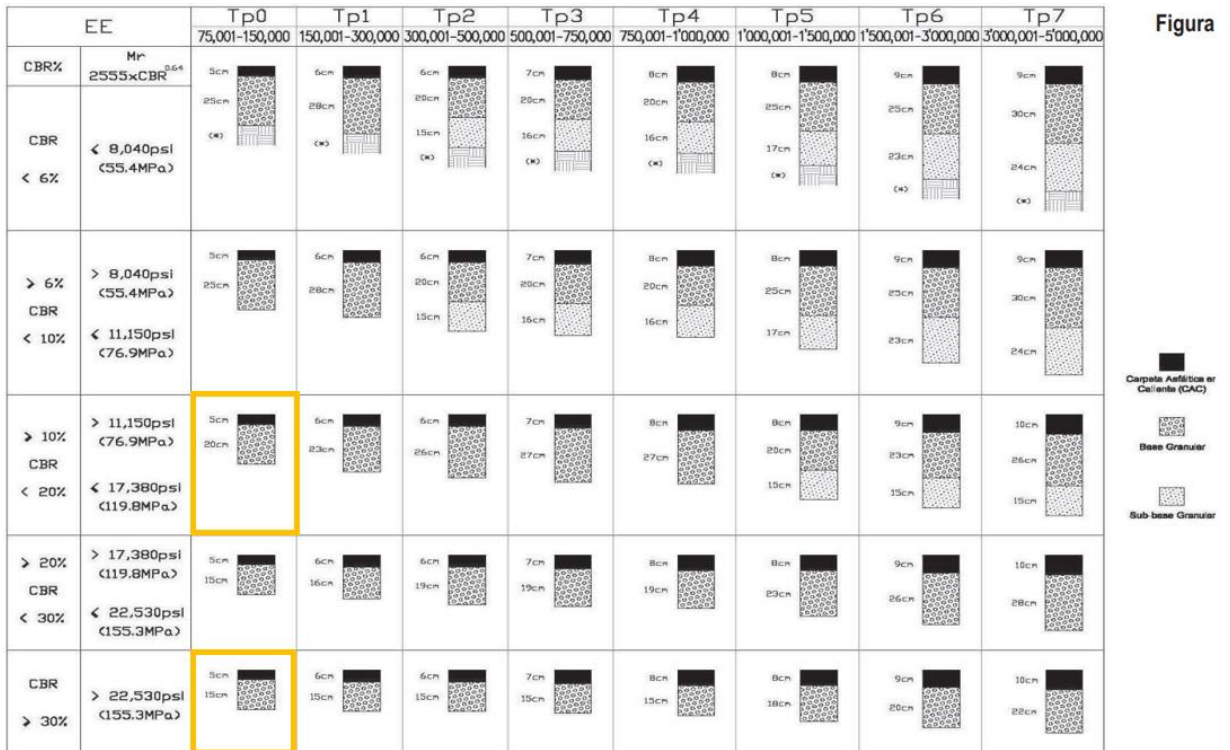 EE
Tp0 Tp1 Tp2 Tp3 Tp4 Tp5 Tp6 Tp7
75,001-150,000 150,001-300,000 300,001-500,000 500,001-750,000 750,001-1'000,000 1'000,001-1'500,000 1'500,001-3'000,000 3'000,001-5'000,000
Figura
CBR%
Mr
2555xCBR^0.64
CBR
< 6%
≤ 8,040psi
(55.4MPa)
5cm 6cm 6cm 7cm 8cm 8cm 9cm 9cm
25cm 28cm 20cm 20cm 20cm 25cm 25cm 30cm
15cm 16cm 16cm 17cm 23cm 24cm
(*) (*) (*) (*) (*) (*) (*) (*)
≥ 6%
CBR
< 10%
> 8,040psi
(55.4MPa)
≤ 11,150psi
(76.9MPa)
5cm 6cm 6cm 7cm 8cm 8cm 9cm 9cm
25cm 28cm 20cm 20cm 20cm 25cm 25cm 30cm
15cm 16cm 16cm 17cm 23cm 24cm
≥ 10%
CBR
< 20%
> 11,150psi
(76.9MPa)
≤ 17,380psi
(119.8MPa)
5cm 6cm 6cm 7cm 8cm 8cm 9cm 10cm
20cm 23cm 26cm 27cm 27cm 20cm 23cm 26cm
15cm 15cm 15cm
≥ 20%
CBR
< 30%
> 17,380psi
(119.8MPa)
≤ 22,530psi
(155.3MPa)
5cm 6cm 6cm 7cm 8cm 8cm 9cm 10cm
15cm 16cm 19cm 19cm 19cm 23cm 26cm 28cm
CBR
≥ 30%
> 22,530psi
(155.3MPa)
5cm 6cm 6cm 7cm 8cm 8cm 9cm 10cm
15cm 15cm 15cm 15cm 15cm 18cm 20cm 22cm
Carpeta Asfáltica en
Caliente (CAC)
Base Granular
Sub-base Granular